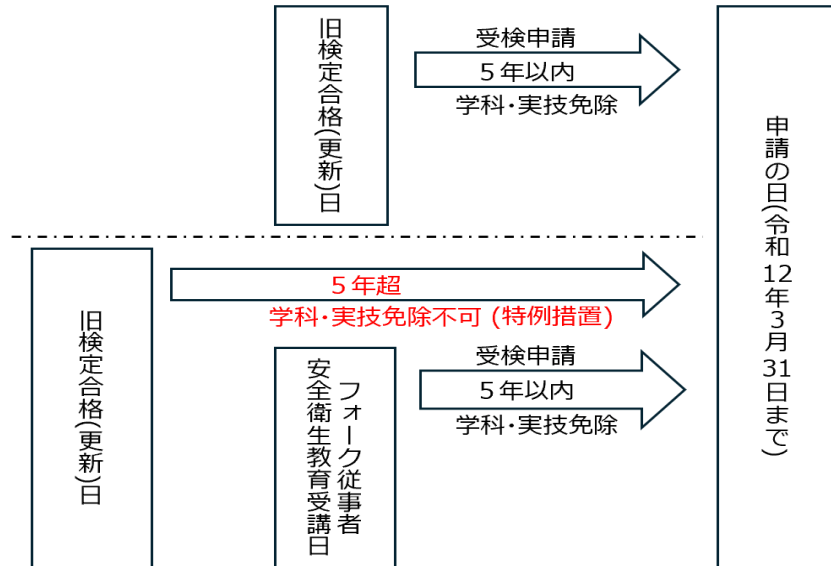 旧検定合格(更新)日
受検申請
５年以内
学科・実技免除
申請の日(令和12年3月31日まで)
旧検定合格(更新)日
５年超
学科・実技免除不可 (特例措置)
フォーク従事者
安全衛生教育受講日
受検申請
５年以内
学科・実技免除